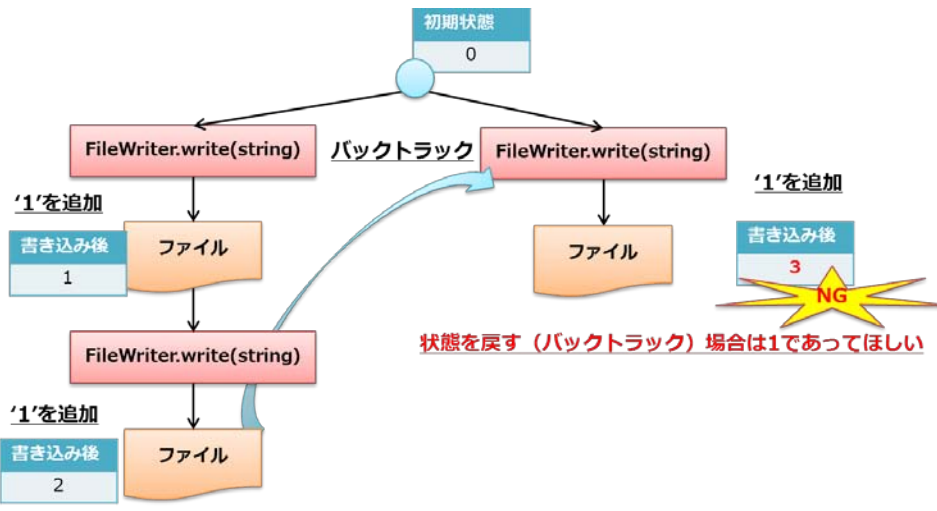 初期状態
0
FileWriter.write(string)
バックトラック
FileWriter.write(string)
‘1’を追加
書き込み後
1
ファイル
‘1’を追加
ファイル
書き込み後
3
NG
状態を戻す（バックトラック）場合は1であってほしい
FileWriter.write(string)
‘1’を追加
書き込み後
2
ファイル